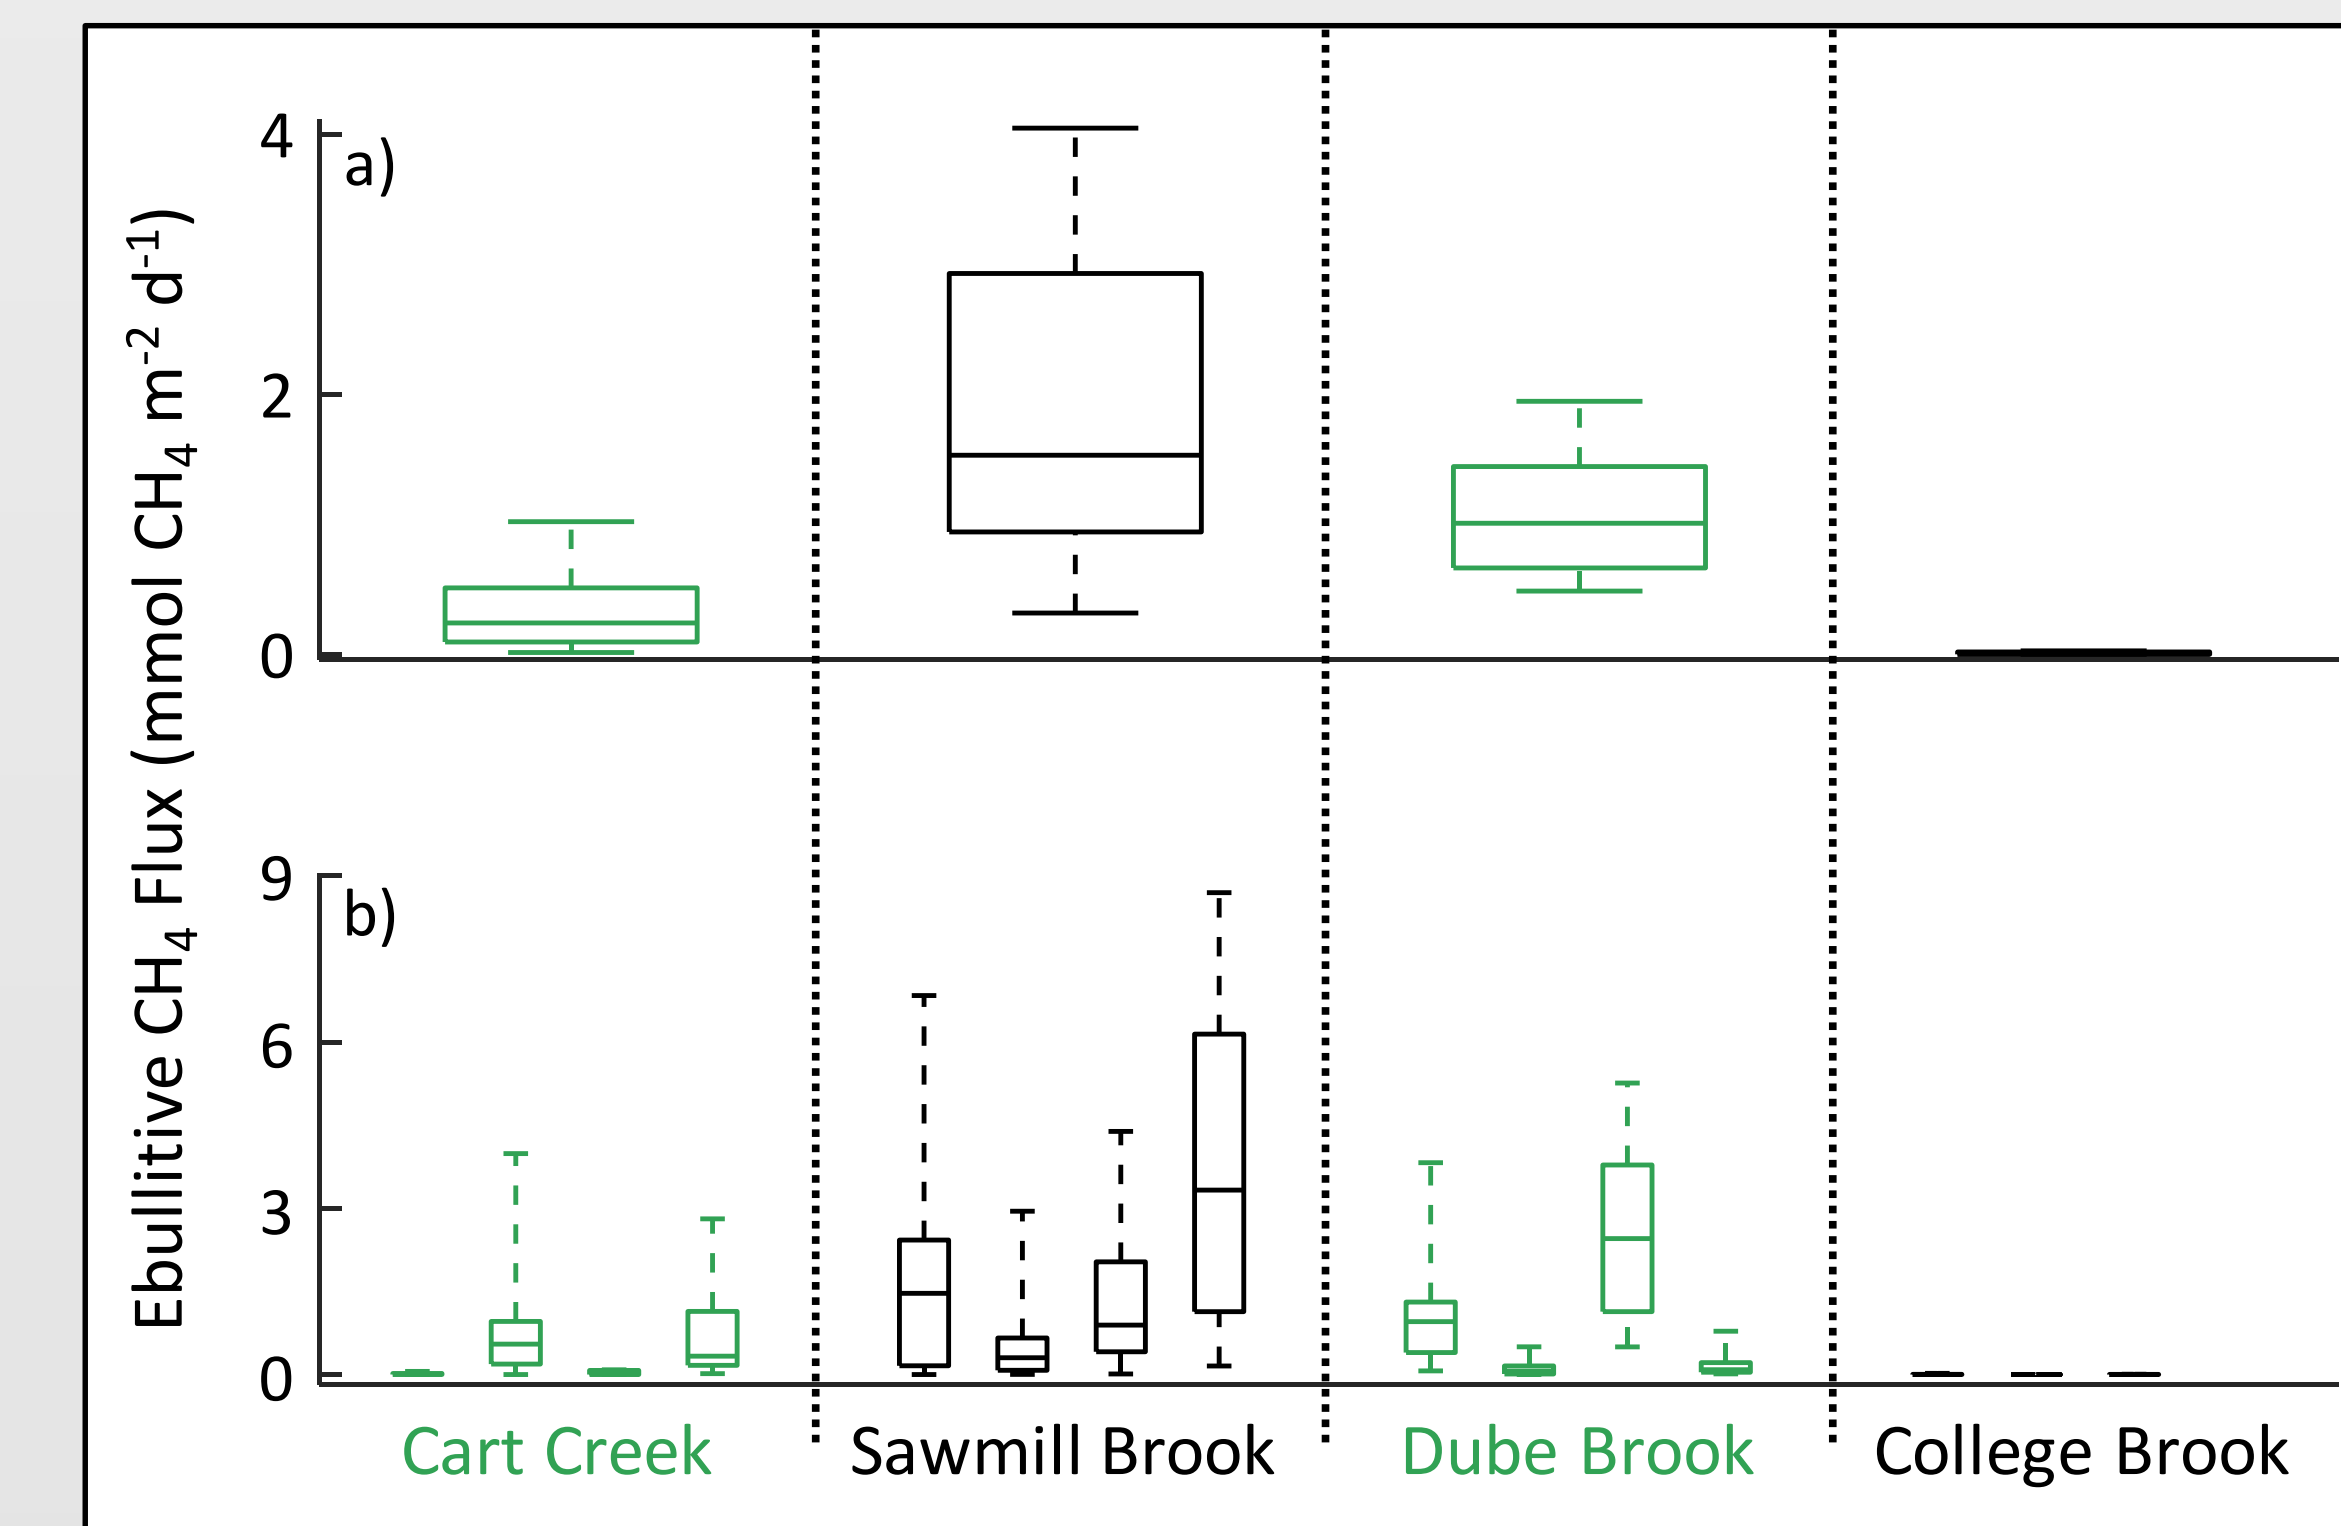 Ebullitive CH₄ Flux (mmol CH₄ m⁻² d⁻¹)
4
a)
2
0
9
b)
6
3
0
Cart Creek Sawmill Brook Dube Brook College Brook